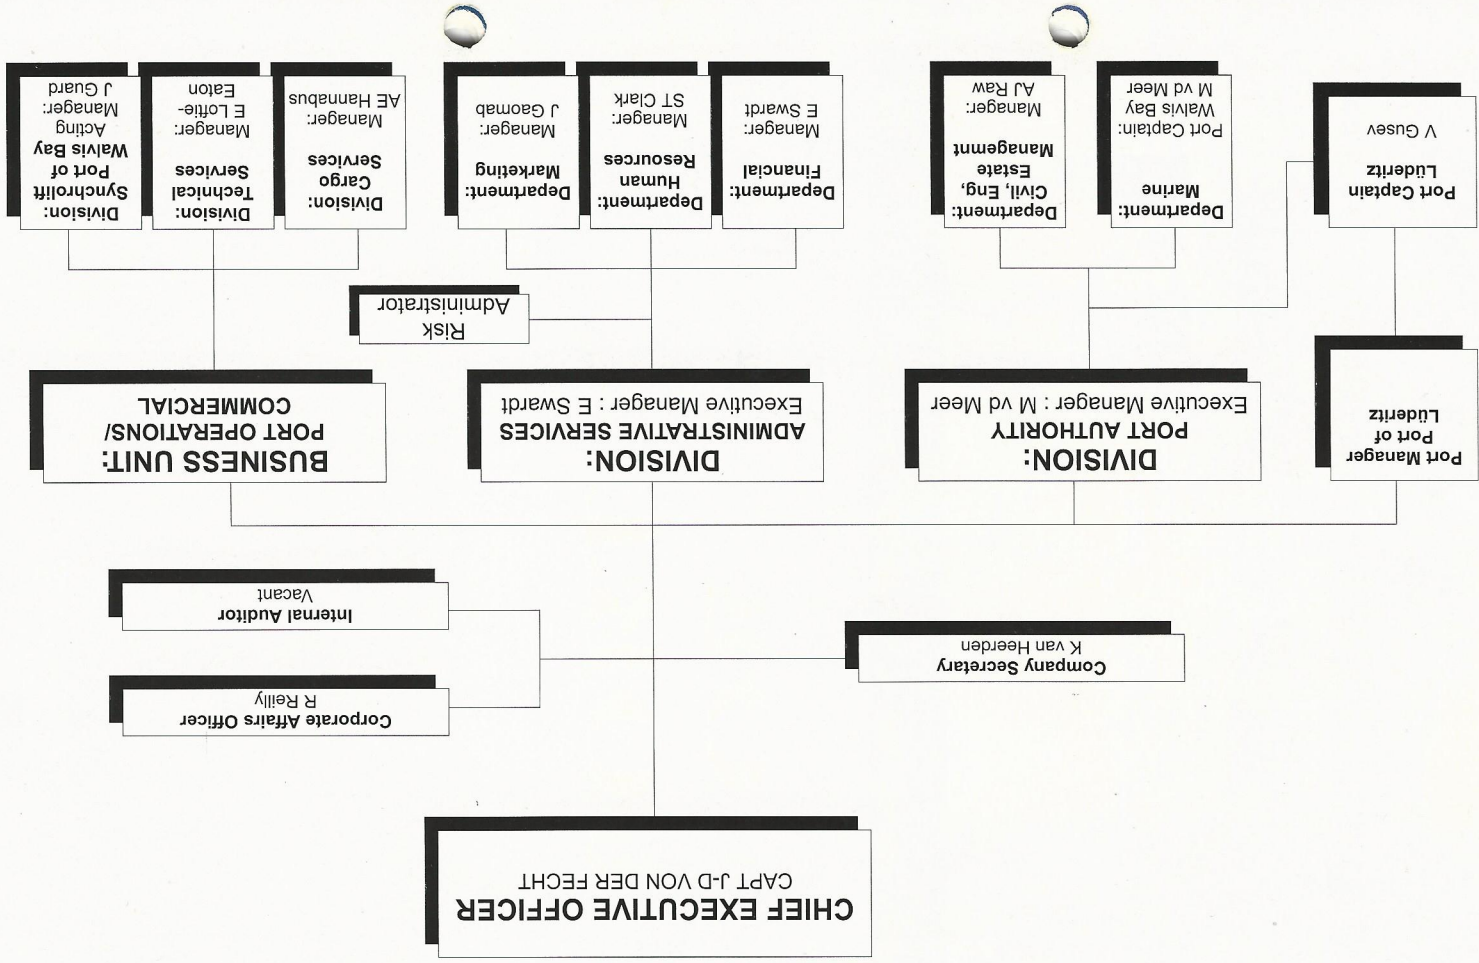 CHIEF EXECUTIVE OFFICER
CAPT J-D VON DER FECHT
Company Secretary
K van Heerden
Corporate Affairs Officer
R Reilly
Internal Auditor
Vacant
Port Manager
Port of
Lüderitz
DIVISION:
PORT AUTHORITY
Executive Manager : M vd Meer
DIVISION:
ADMINISTRATIVE SERVICES
Executive Manager : E Swardt
BUSINESS UNIT:
PORT OPERATIONS/
COMMERCIAL
Risk
Administrator
Port Captain
Lüderitz
V Gusev
Department:
Marine
Port Captain:
Walvis Bay
M vd Meer
Department:
Civil, Eng,
Estate
Managemnt
Manager:
AJ Raw
Department:
Financial
Manager:
E Swardt
Department:
Human
Resources
Manager:
ST Clark
Department:
Marketing
Manager:
J Gaomab
Division:
Cargo
Services
Manager:
AE Hannabus
Division:
Technical
Services
Manager:
E Loftie-
Eaton
Division:
Synchrolift
Port of
Walvis Bay
Acting
Manager:
J Guard